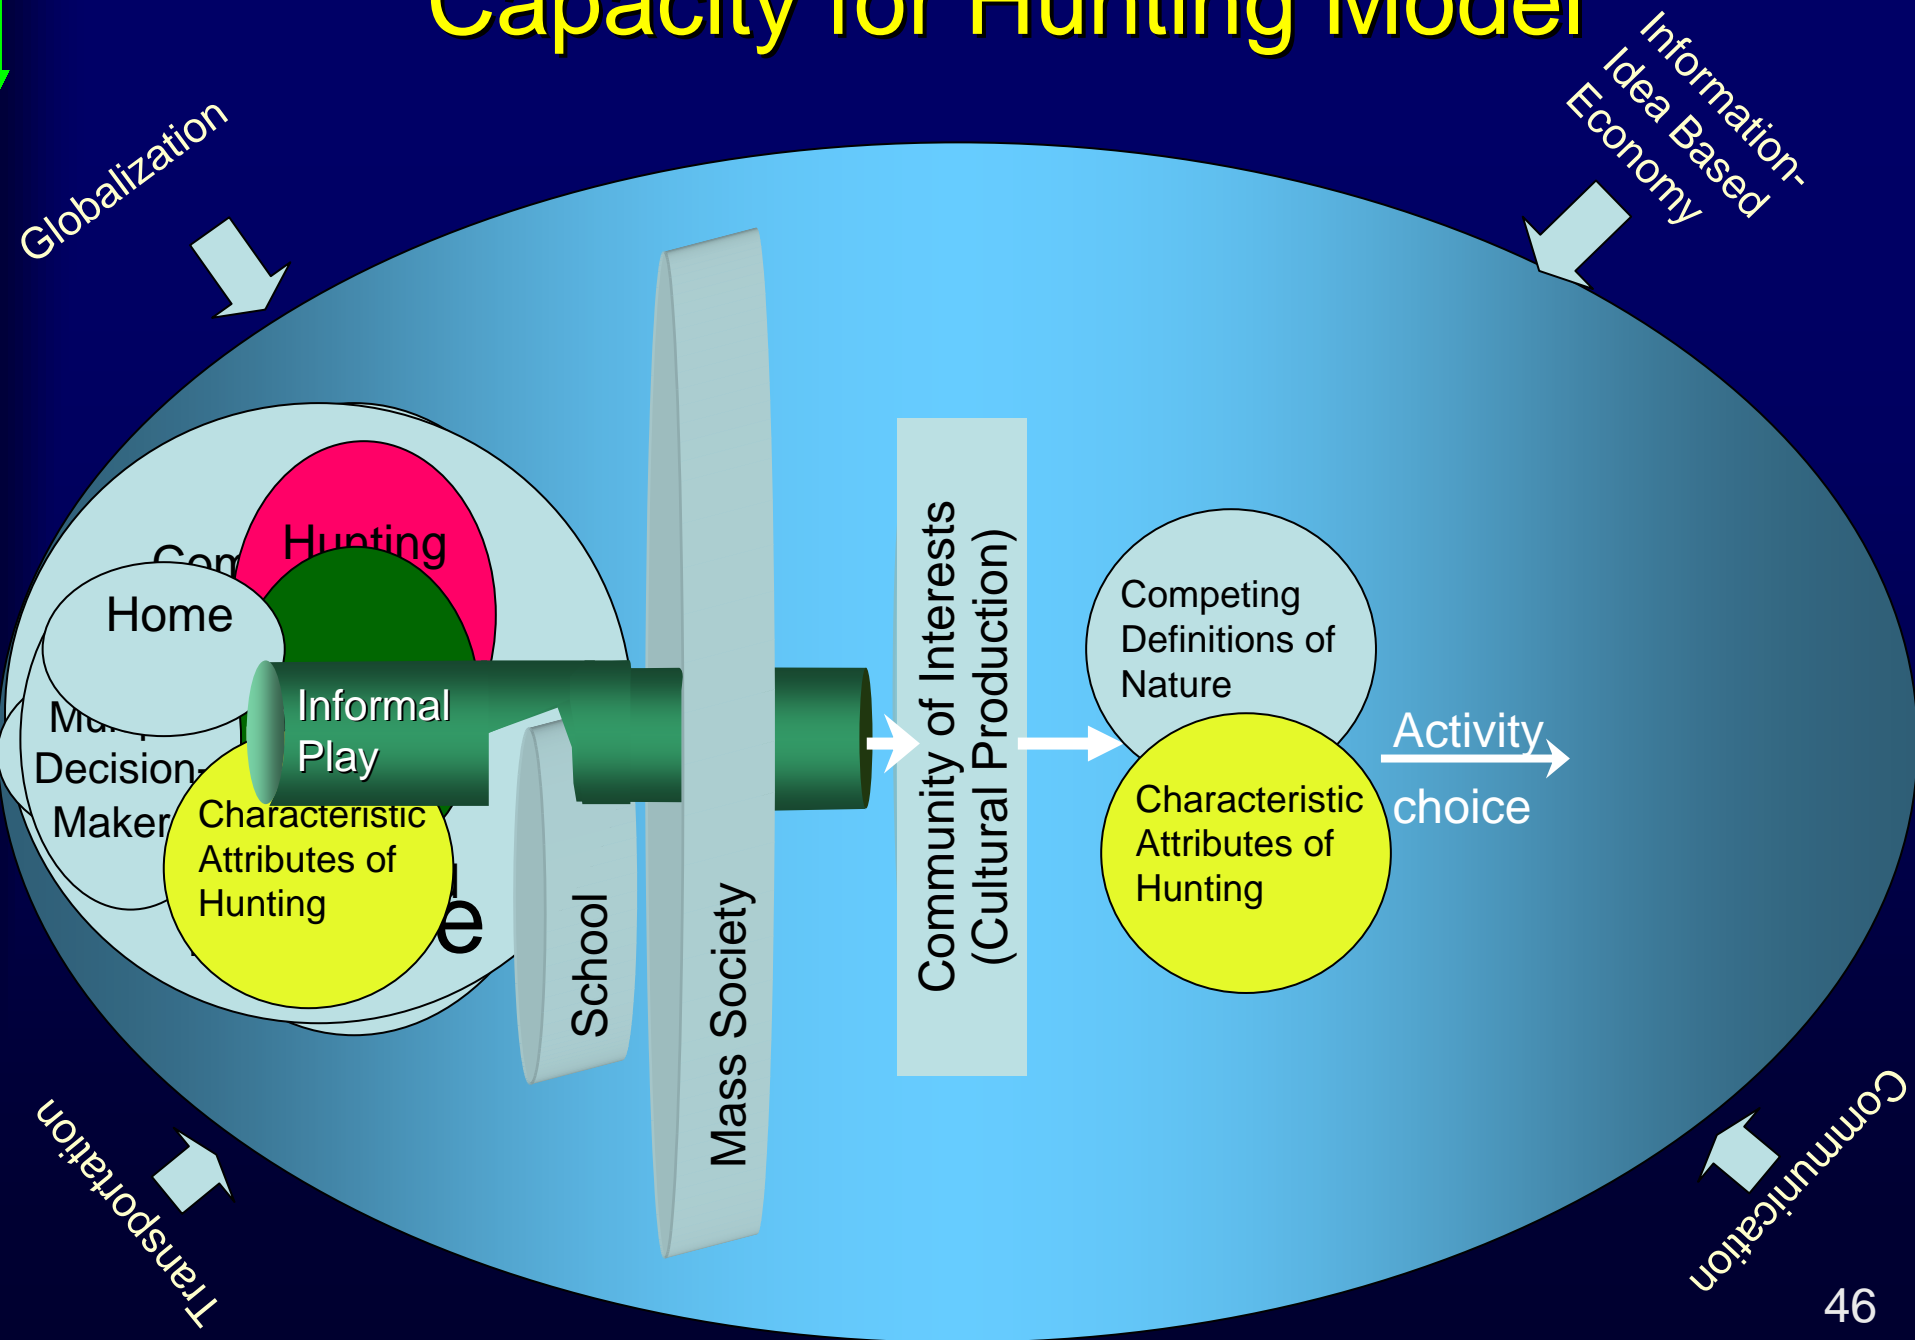 Capacity for Hunting Model
Globalization
Information-
Idea Based
Economy
Hunting
Home
Decision-
Maker
Informal
Play
Characteristic
Attributes of
Hunting
School
Mass Society
Community of Interests
(Cultural Production)
Competing
Definitions of
Nature
Characteristic
Attributes of
Hunting
Activity
choice
Transportation
Communication
46